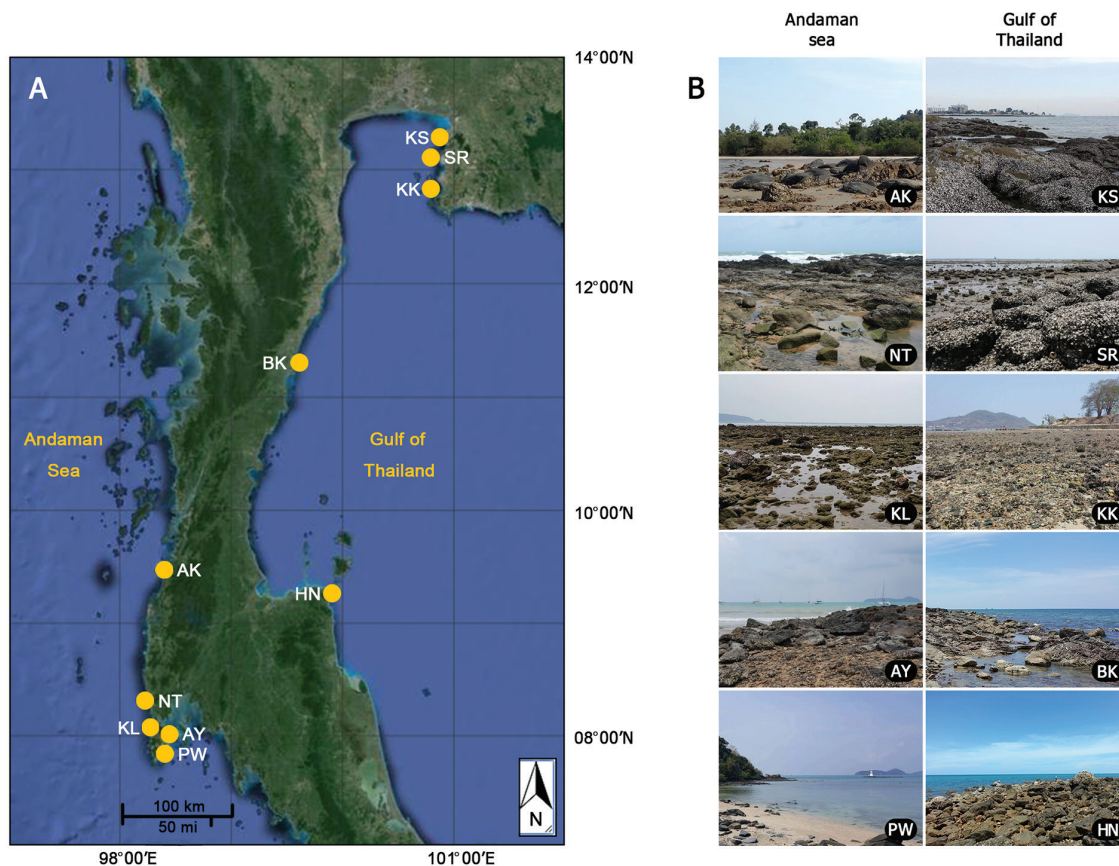 A
14°00′N
KS
SR
KK
12°00′N
BK
Andaman
Sea
Gulf of
Thailand
10°00′N
AK
HN
NT
KL
AY
PW
08°00′N
100 km
50 mi
N
98°00′E
101°00′E
B
Andaman
sea
Gulf of
Thailand
AK
KS
NT
SR
KL
KK
AY
BK
PW
HN